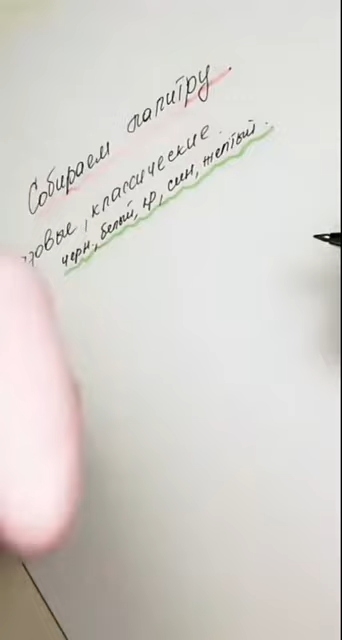 Собираем палитру.
классические.
черн, белый, кр, син, желтый.